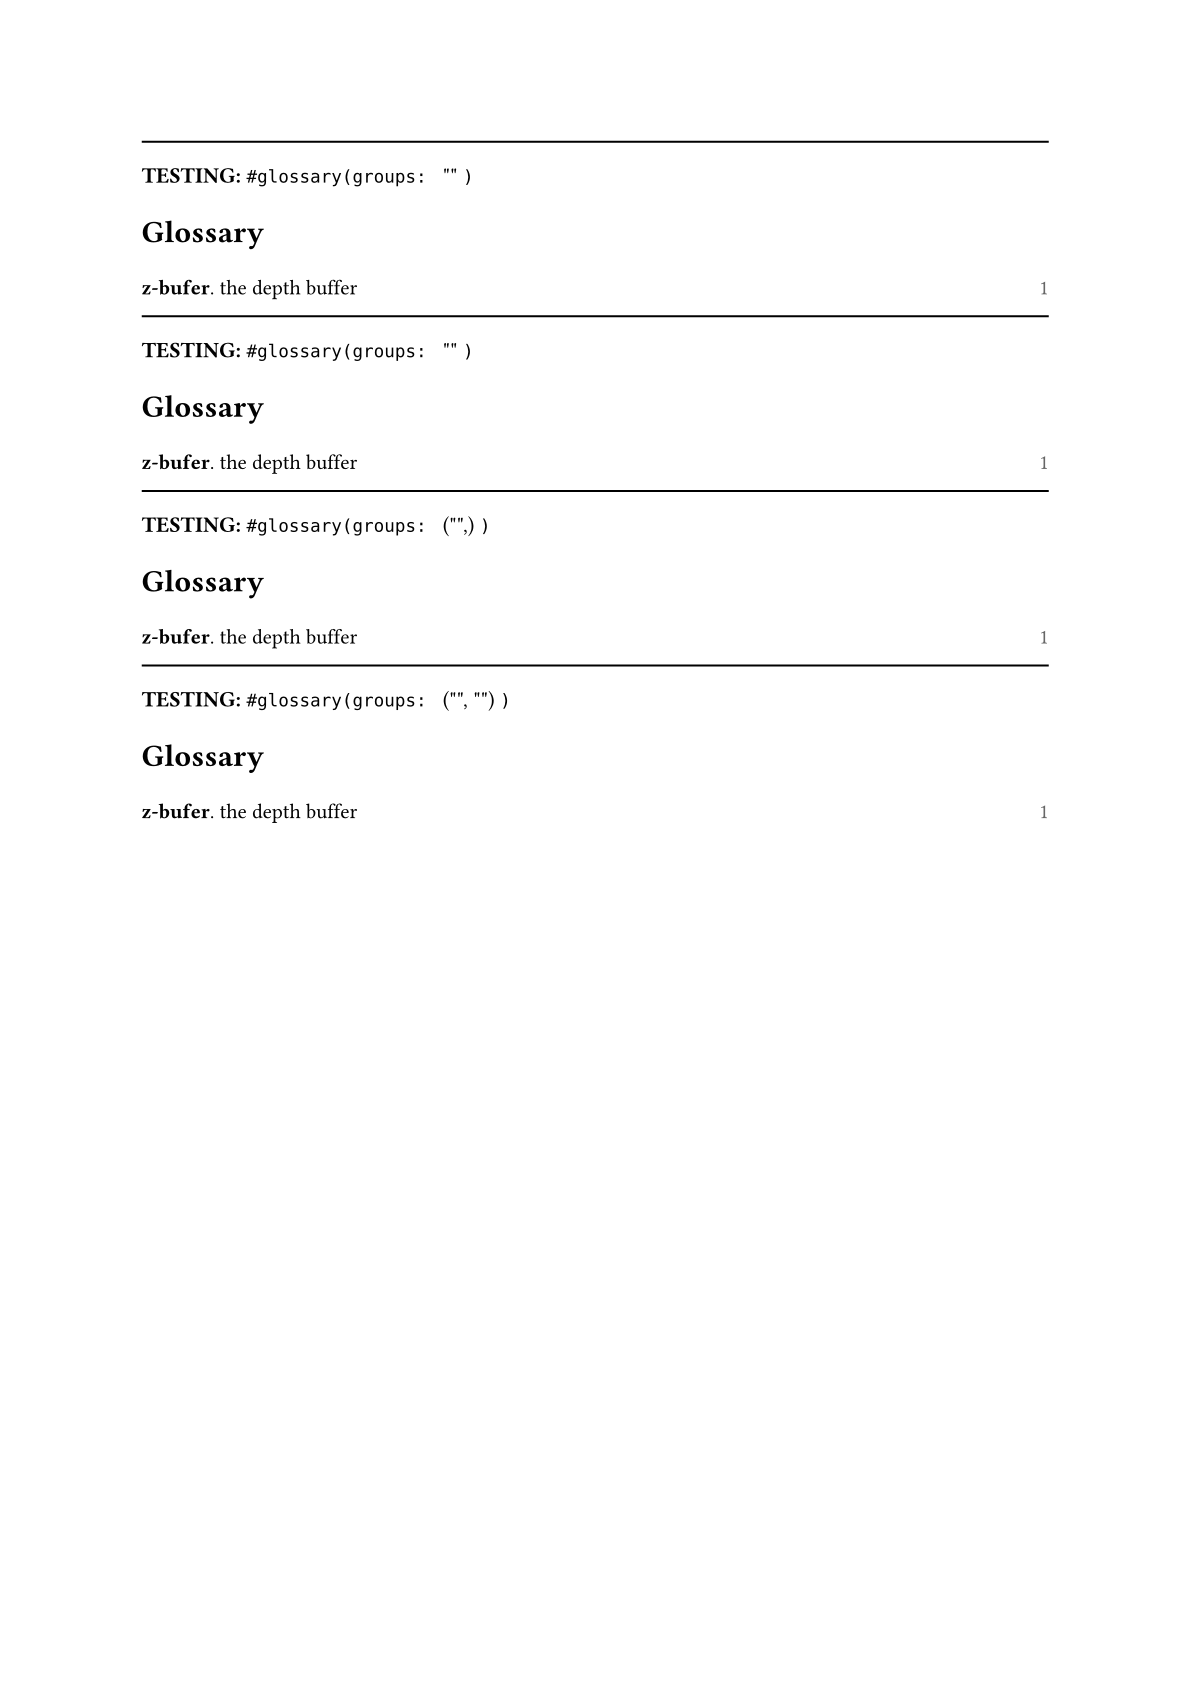 TESTING: #glossary(groups: "" )
Glossary
z-bufer. the depth buffer 1
TESTING: #glossary(groups: "" )
Glossary
z-bufer. the depth buffer 1
TESTING: #glossary(groups: ("",) )
Glossary
z-bufer. the depth buffer 1
TESTING: #glossary(groups: ("", "") )
Glossary
z-bufer. the depth buffer 1